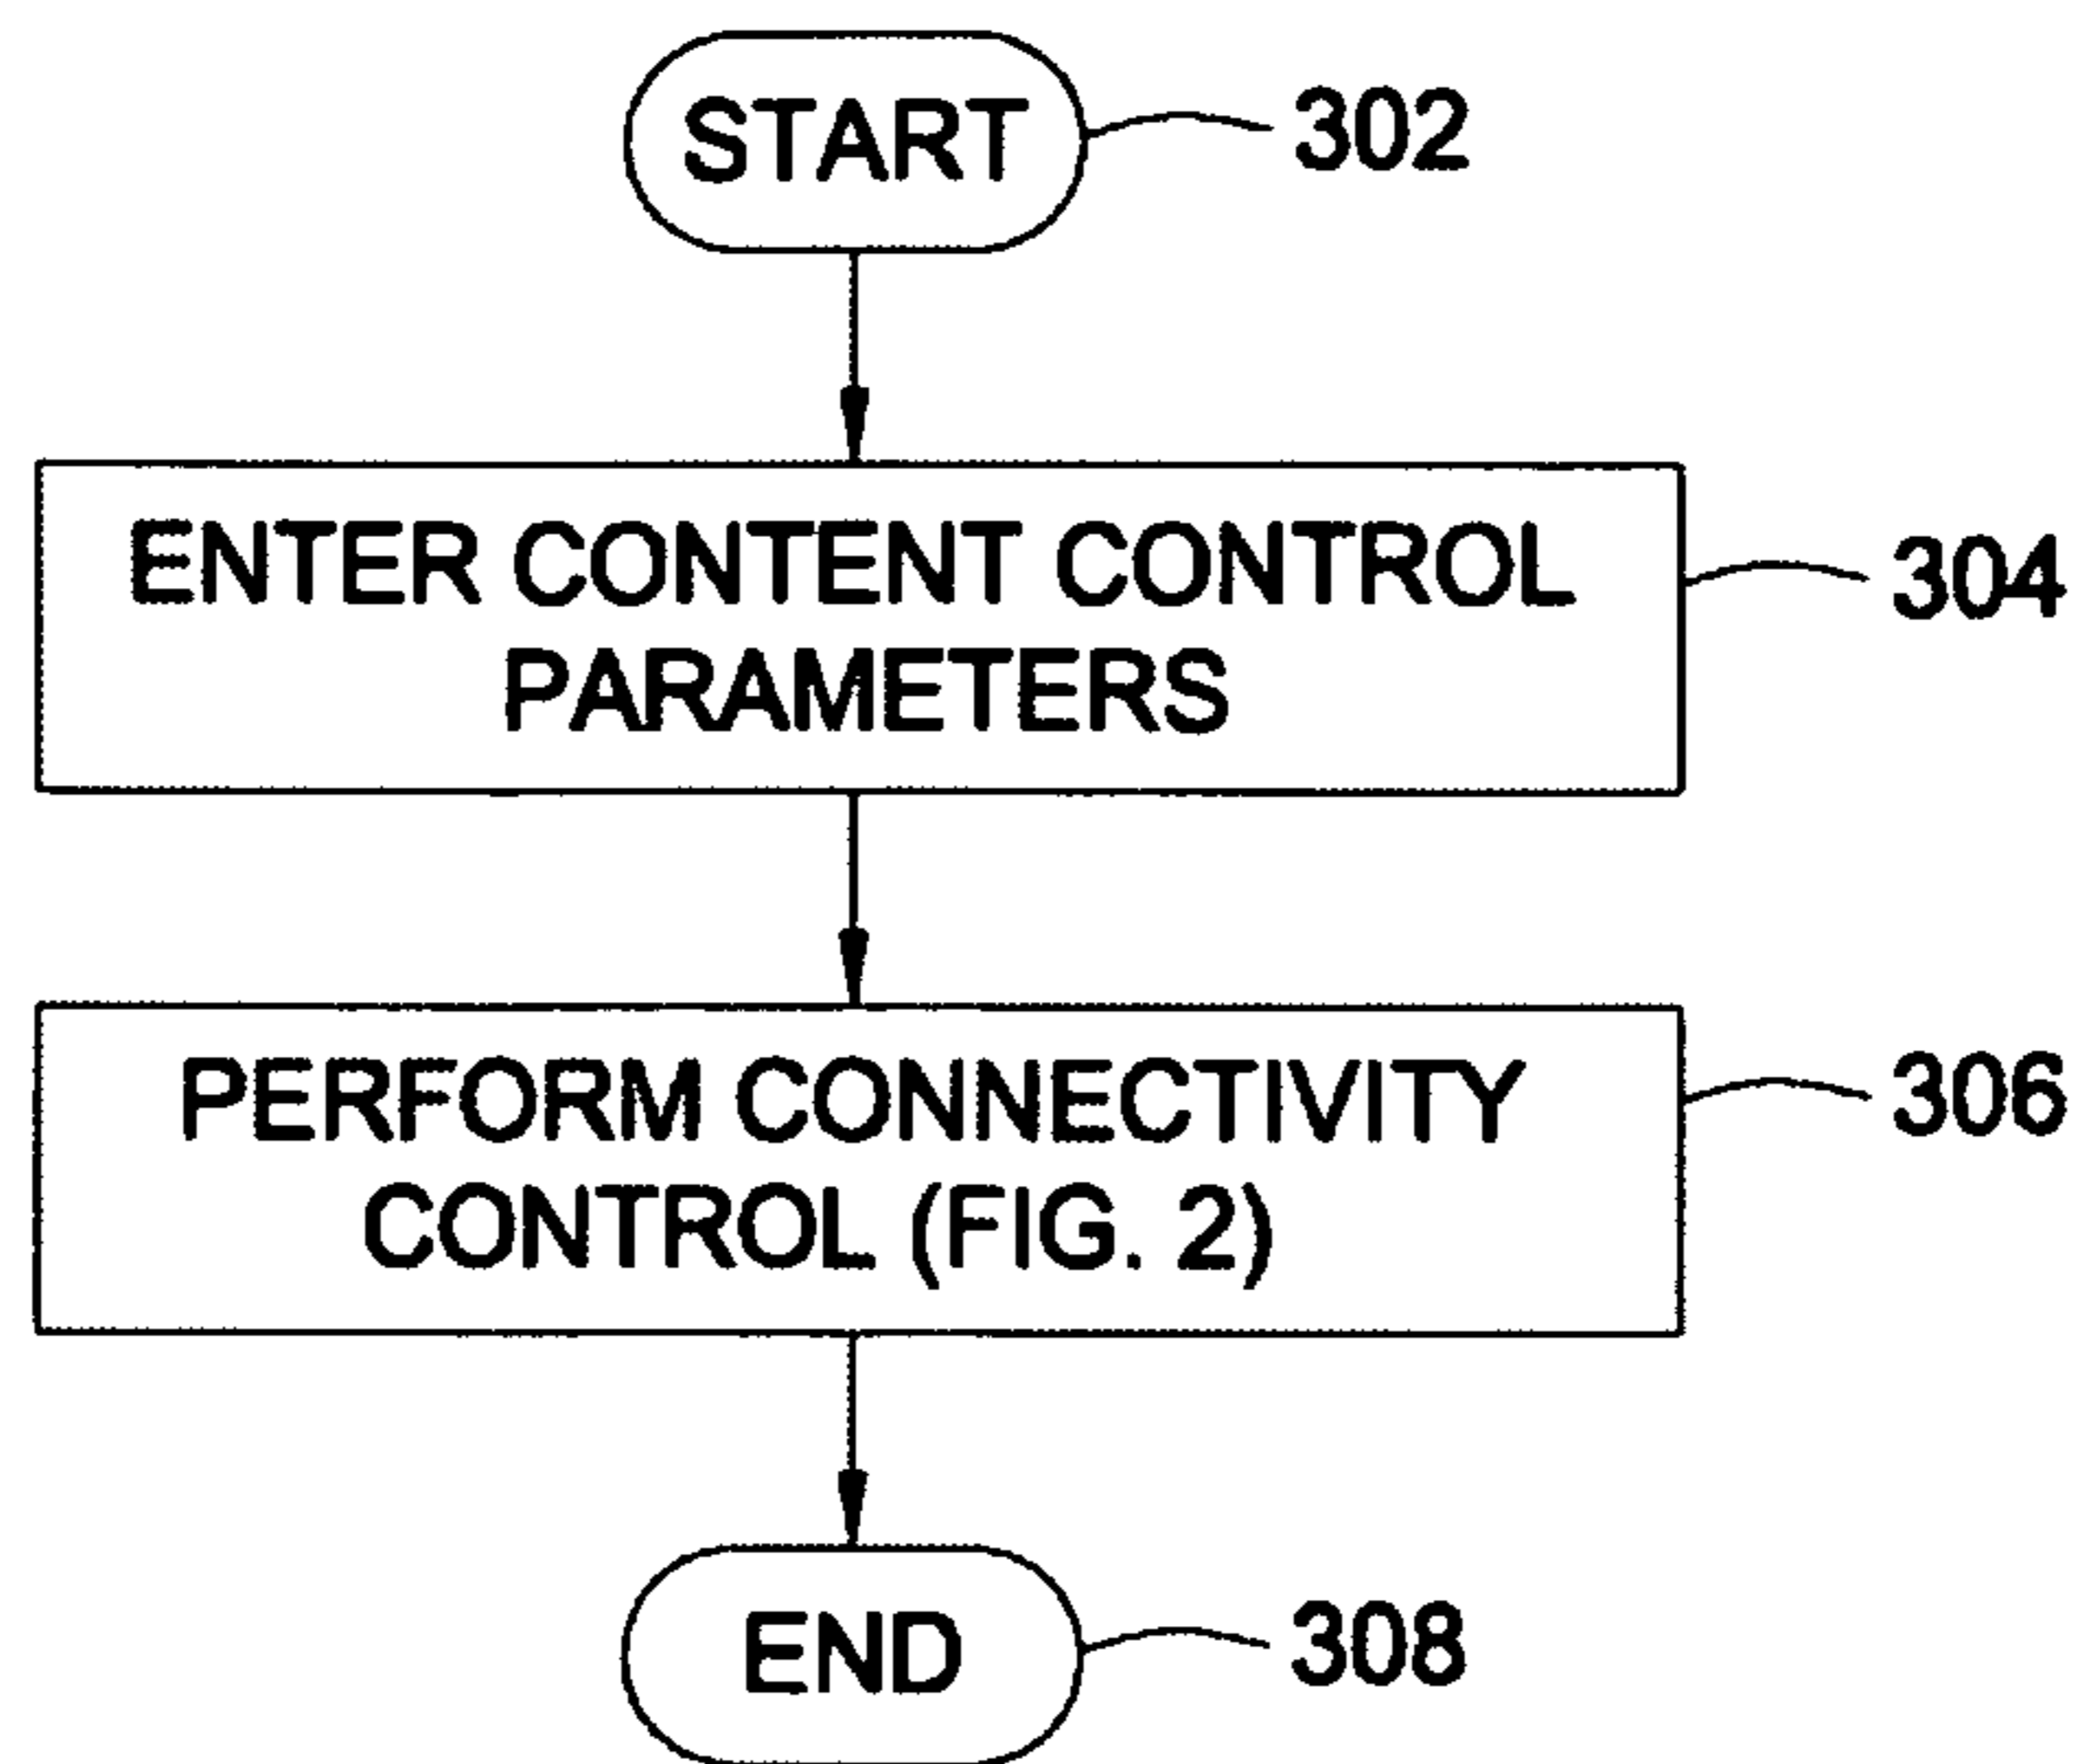 START
302
ENTER CONTENT CONTROL
PARAMETERS
304
PERFORM CONNECTIVITY
CONTROL (FIG. 2)
306
END
308